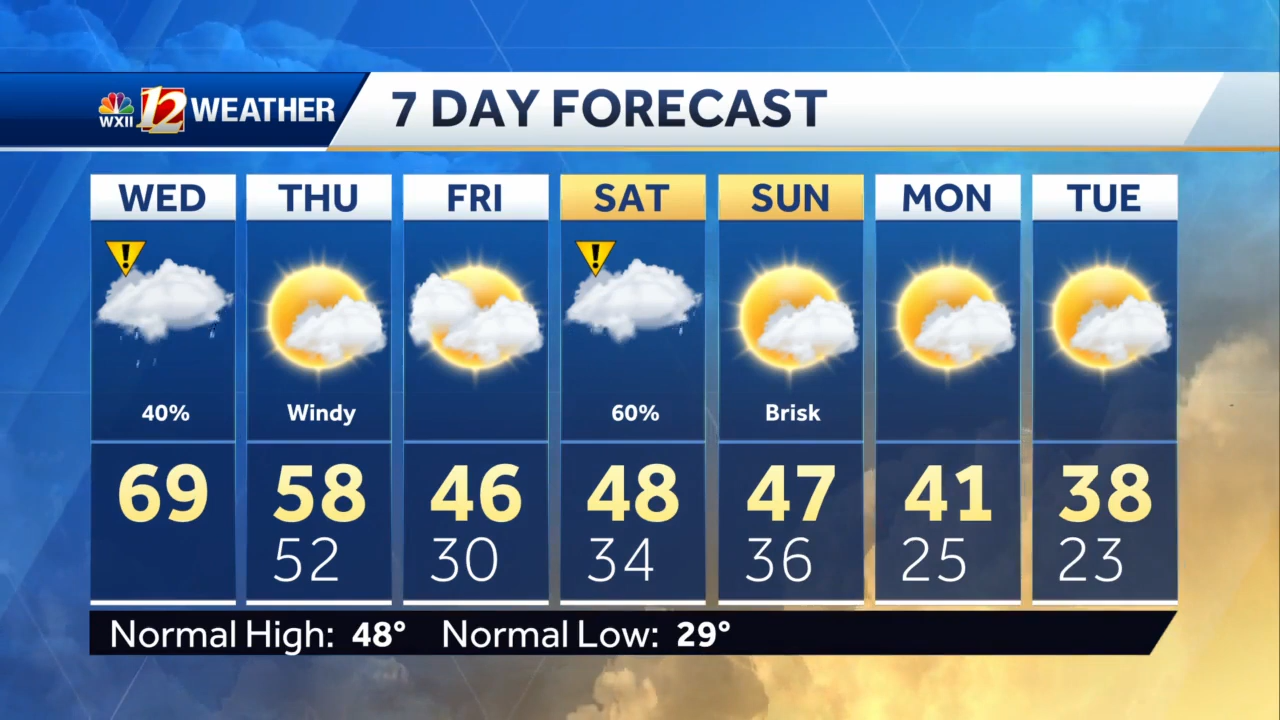 WXII 12 WEATHER 7 DAY FORECAST
WED THU FRI SAT SUN MON TUE
! !
40% Windy 60% Brisk
69 58 46 48 47 41 38
52 30 34 36 25 23
Normal High: 48° Normal Low: 29°